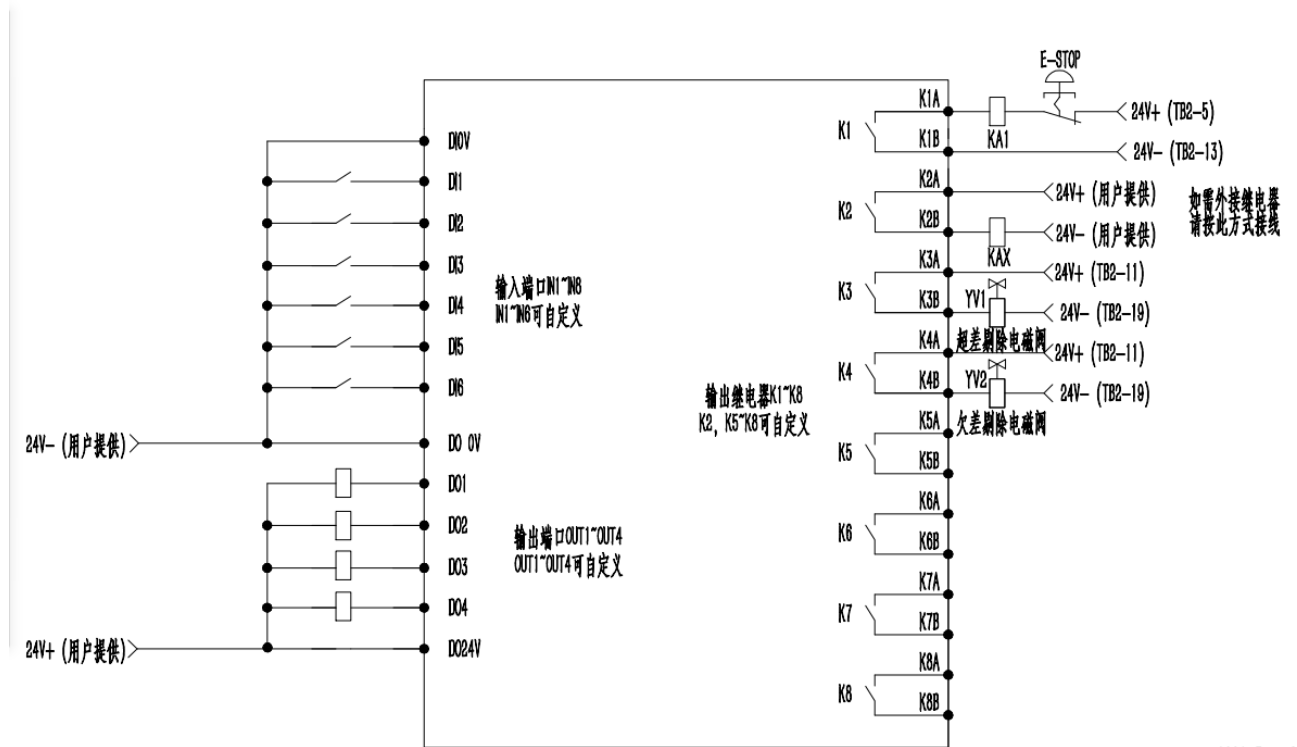 E-STOP
K1A
24V+ (TB2-5)
K1
KA1
K1B
24V- (TB2-13)
DI0V
DI1
K2A
24V+ (用户提供)
如需外接继电器
请按此方式接线
K2
DI2
K2B
24V- (用户提供)
KAX
DI3
K3A
24V+ (TB2-11)
输入端口IN1~IN8
IN1~IN6可自定义
K3
YV1
DI4
K3B
24V- (TB2-19)
超差剔除电磁阀
DI5
K4A
24V+ (TB2-11)
K4
YV2
DI6
K4B
24V- (TB2-19)
输出继电器K1~K8
K2, K5~K8可自定义
K5A
欠差剔除电磁阀
24V- (用户提供)
DO 0V
K5
K5B
DO1
K6A
DO2
输出端口OUT1~OUT4
OUT1~OUT4可自定义
K6
K6B
DO3
K7A
DO4
K7
K7B
24V+ (用户提供)
DO24V
K8A
K8
K8B